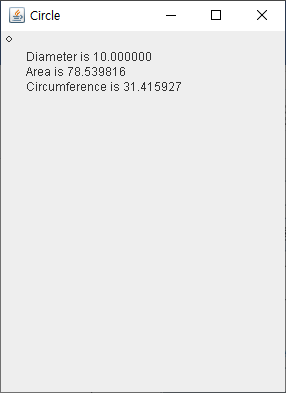 Circle
Diameter is 10.000000
Area is 78.539816
Circumference is 31.415927